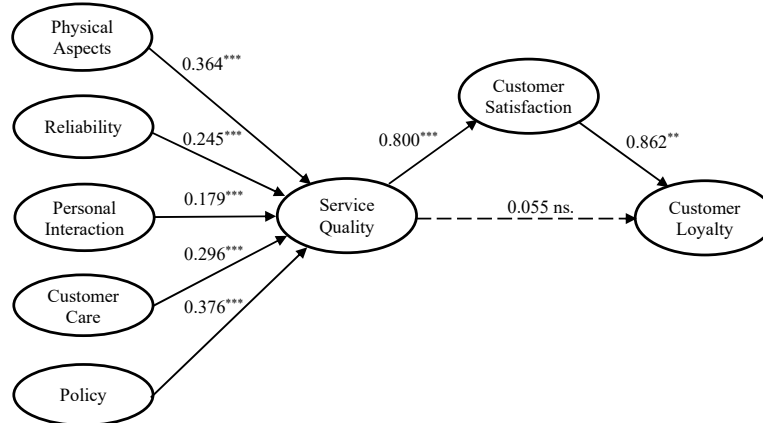 Physical
Aspects
0.364***
Reliability
0.245***
Personal
Interaction
0.179***
Customer
Care
0.296***
Policy
0.376***
Service
Quality
0.800***
Customer
Satisfaction
0.862**
0.055 ns.
Customer
Loyalty